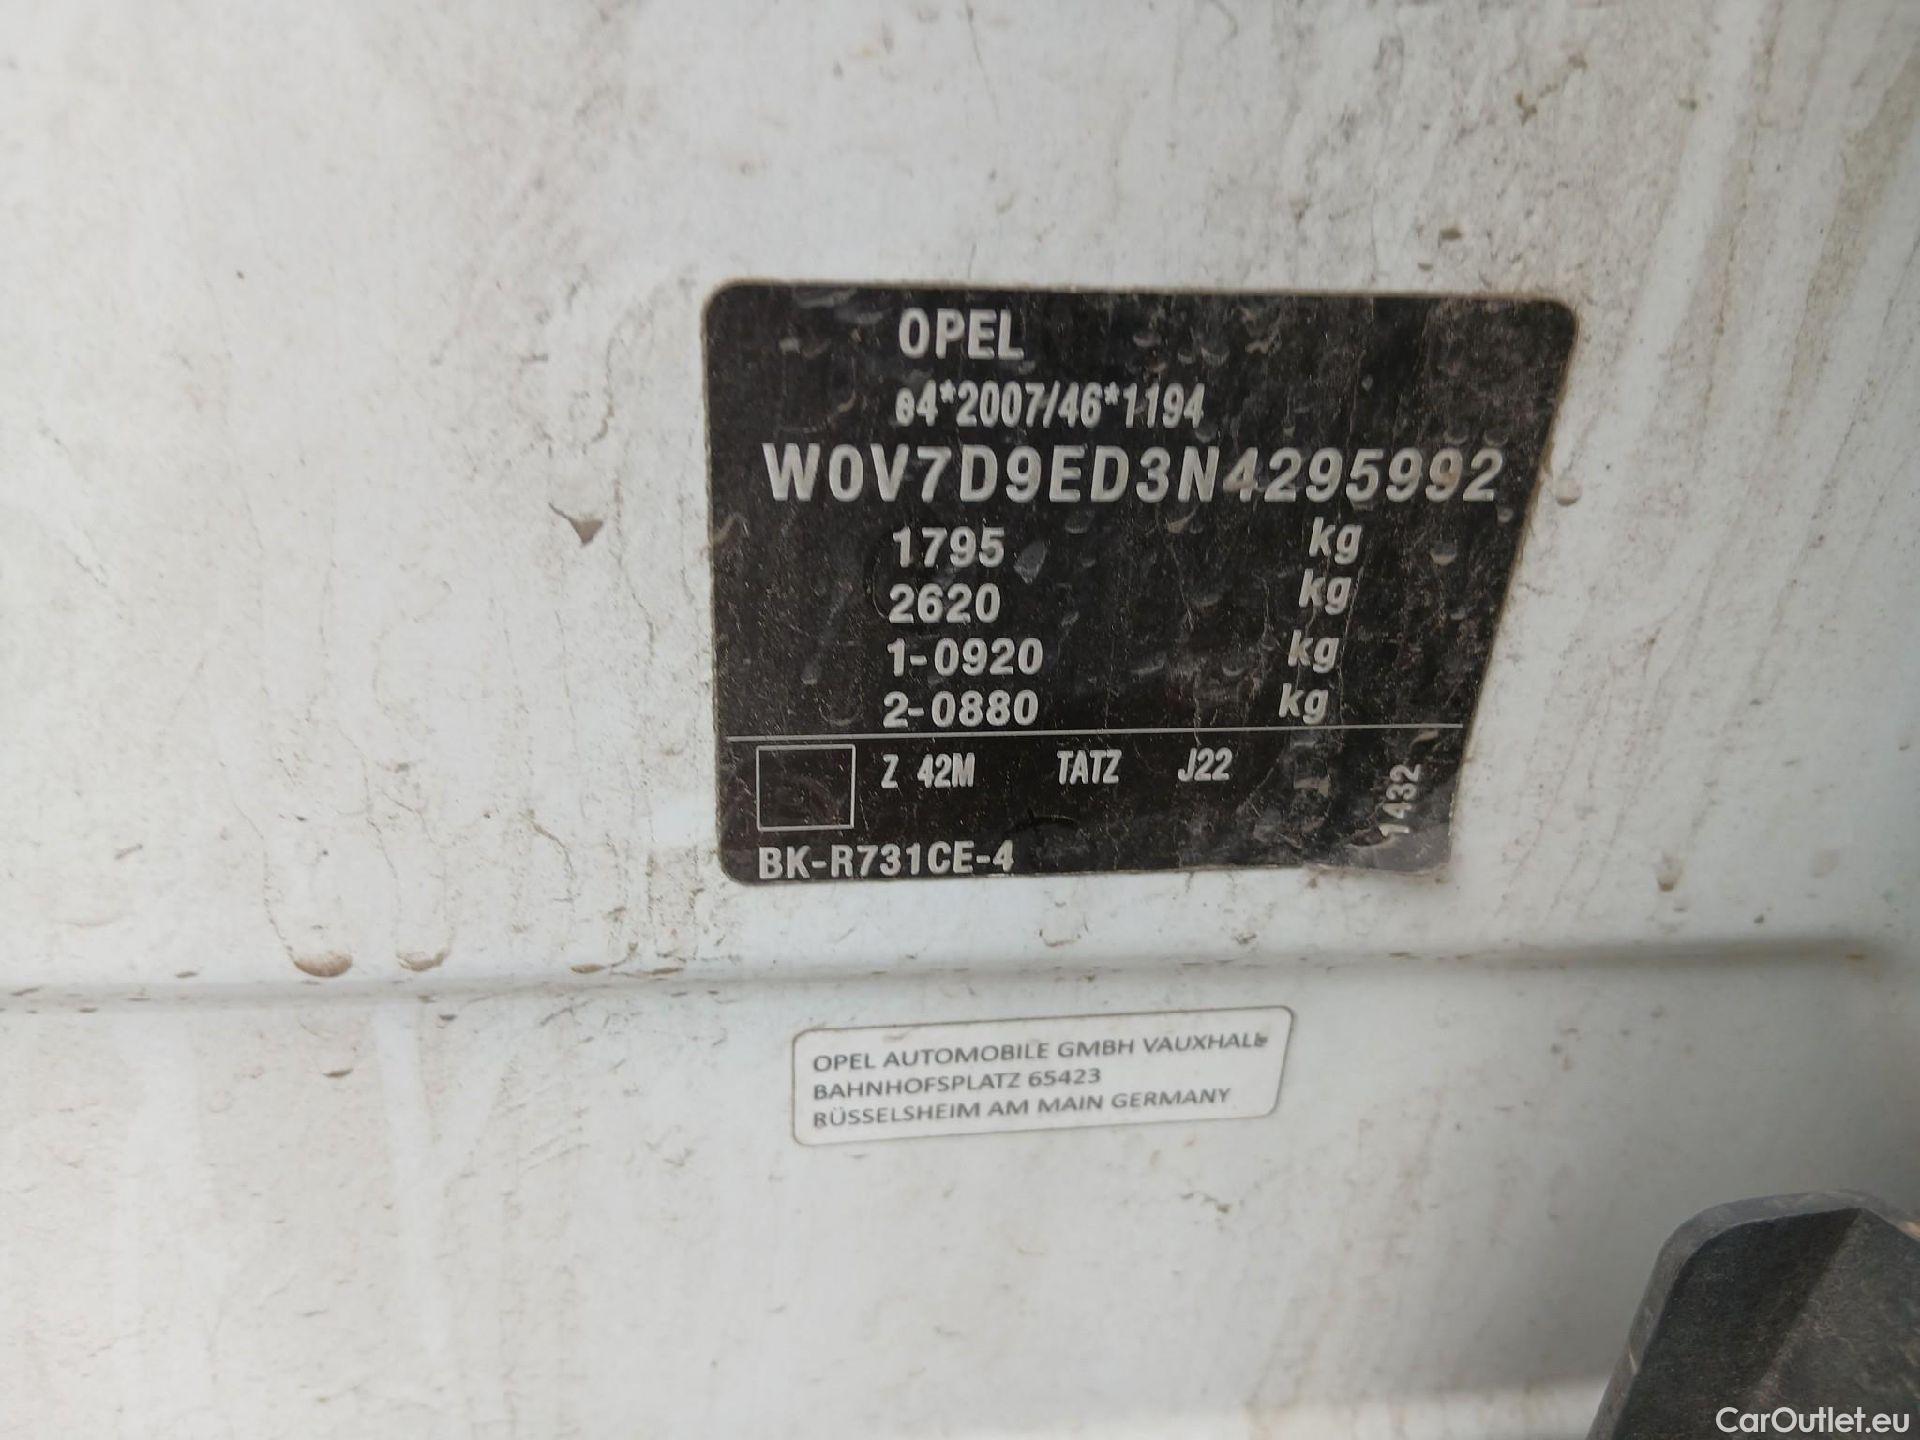 OPEL
e4*2007/46*1194
W0V7D9ED3N4295992
1795 kg
2620 kg
1-0920 kg
2-0880 kg
Z 42M TATZ J22
1432
BK-R731CE-4
OPEL AUTOMOBILE GMBH VAUXHALL
BAHNHOFSPLATZ 65423
RÜSSELSHEIM AM MAIN GERMANY
CarOutlet.eu